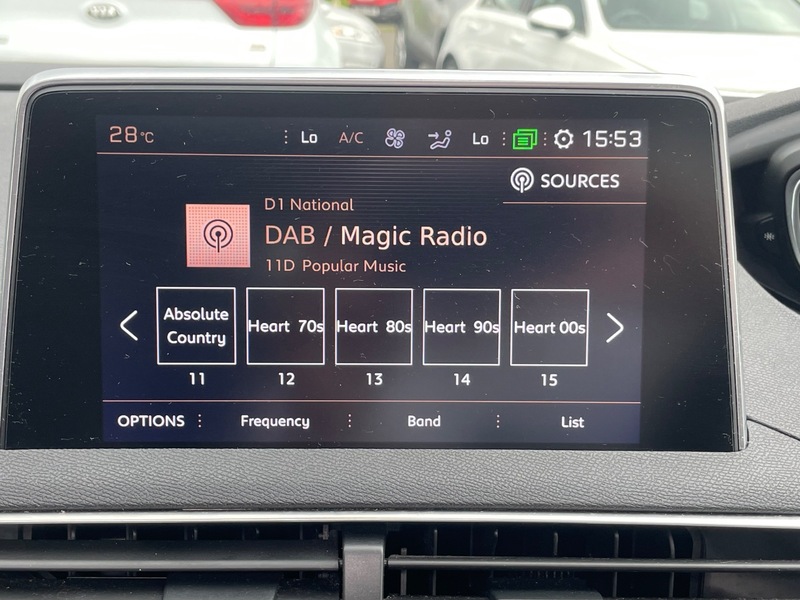 KIA
28°C
Lo A/C Lo 15:53
SOURCES
D1 National
DAB / Magic Radio
11D Popular Music
Absolute
Country
Heart 70s
Heart 80s
Heart 90s
Heart 00s
11
12
13
14
15
OPTIONS
Frequency
Band
List